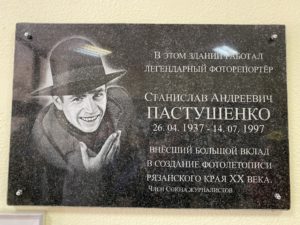 В ЭТОМ ЗДАНИИ РАБОТАЛ
ЛЕГЕНДАРНЫЙ ФОТОРЕПОРТЁР
СТАНИСЛАВ АНДРЕЕВИЧ
ПАСТУШЕНКО
26. 04. 1937 - 14. 07. 1997
ВНЁСШИЙ БОЛЬШОЙ ВКЛАД
В СОЗДАНИЕ ФОТОЛЕТОПИСИ
РЯЗАНСКОГО КРАЯ XX ВЕКА.
ЧЛЕН СОЮЗА ЖУРНАЛИСТОВ